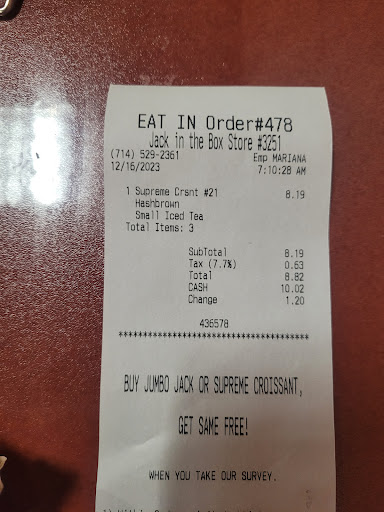 EAT IN Order#478
Jack in the Box Store #3251
(714) 529-2361 Emp MARIANA
12/16/2023 7:10:28 AM
1 Supreme Crsnt #21 8.19
Hashbrown
Small Iced Tea
Total Items: 3
SubTotal 8.19
Tax (7.7%) 0.63
Total 8.82
CASH 10.02
Change 1.20
436578
****************************************
BUY JUMBO JACK OR SUPREME CROISSANT,
GET SAME FREE!
WHEN YOU TAKE OUR SURVEY.